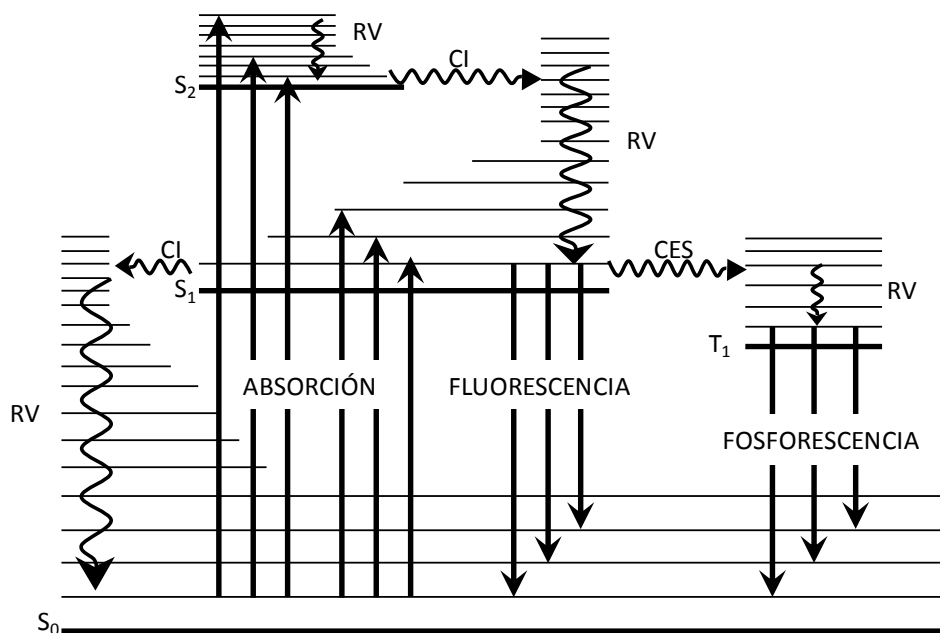 RV
CI
S₂
RV
CI
CES
S₁
RV
T₁
ABSORCIÓN
FLUORESCENCIA
RV
FOSFORESCENCIA
S₀